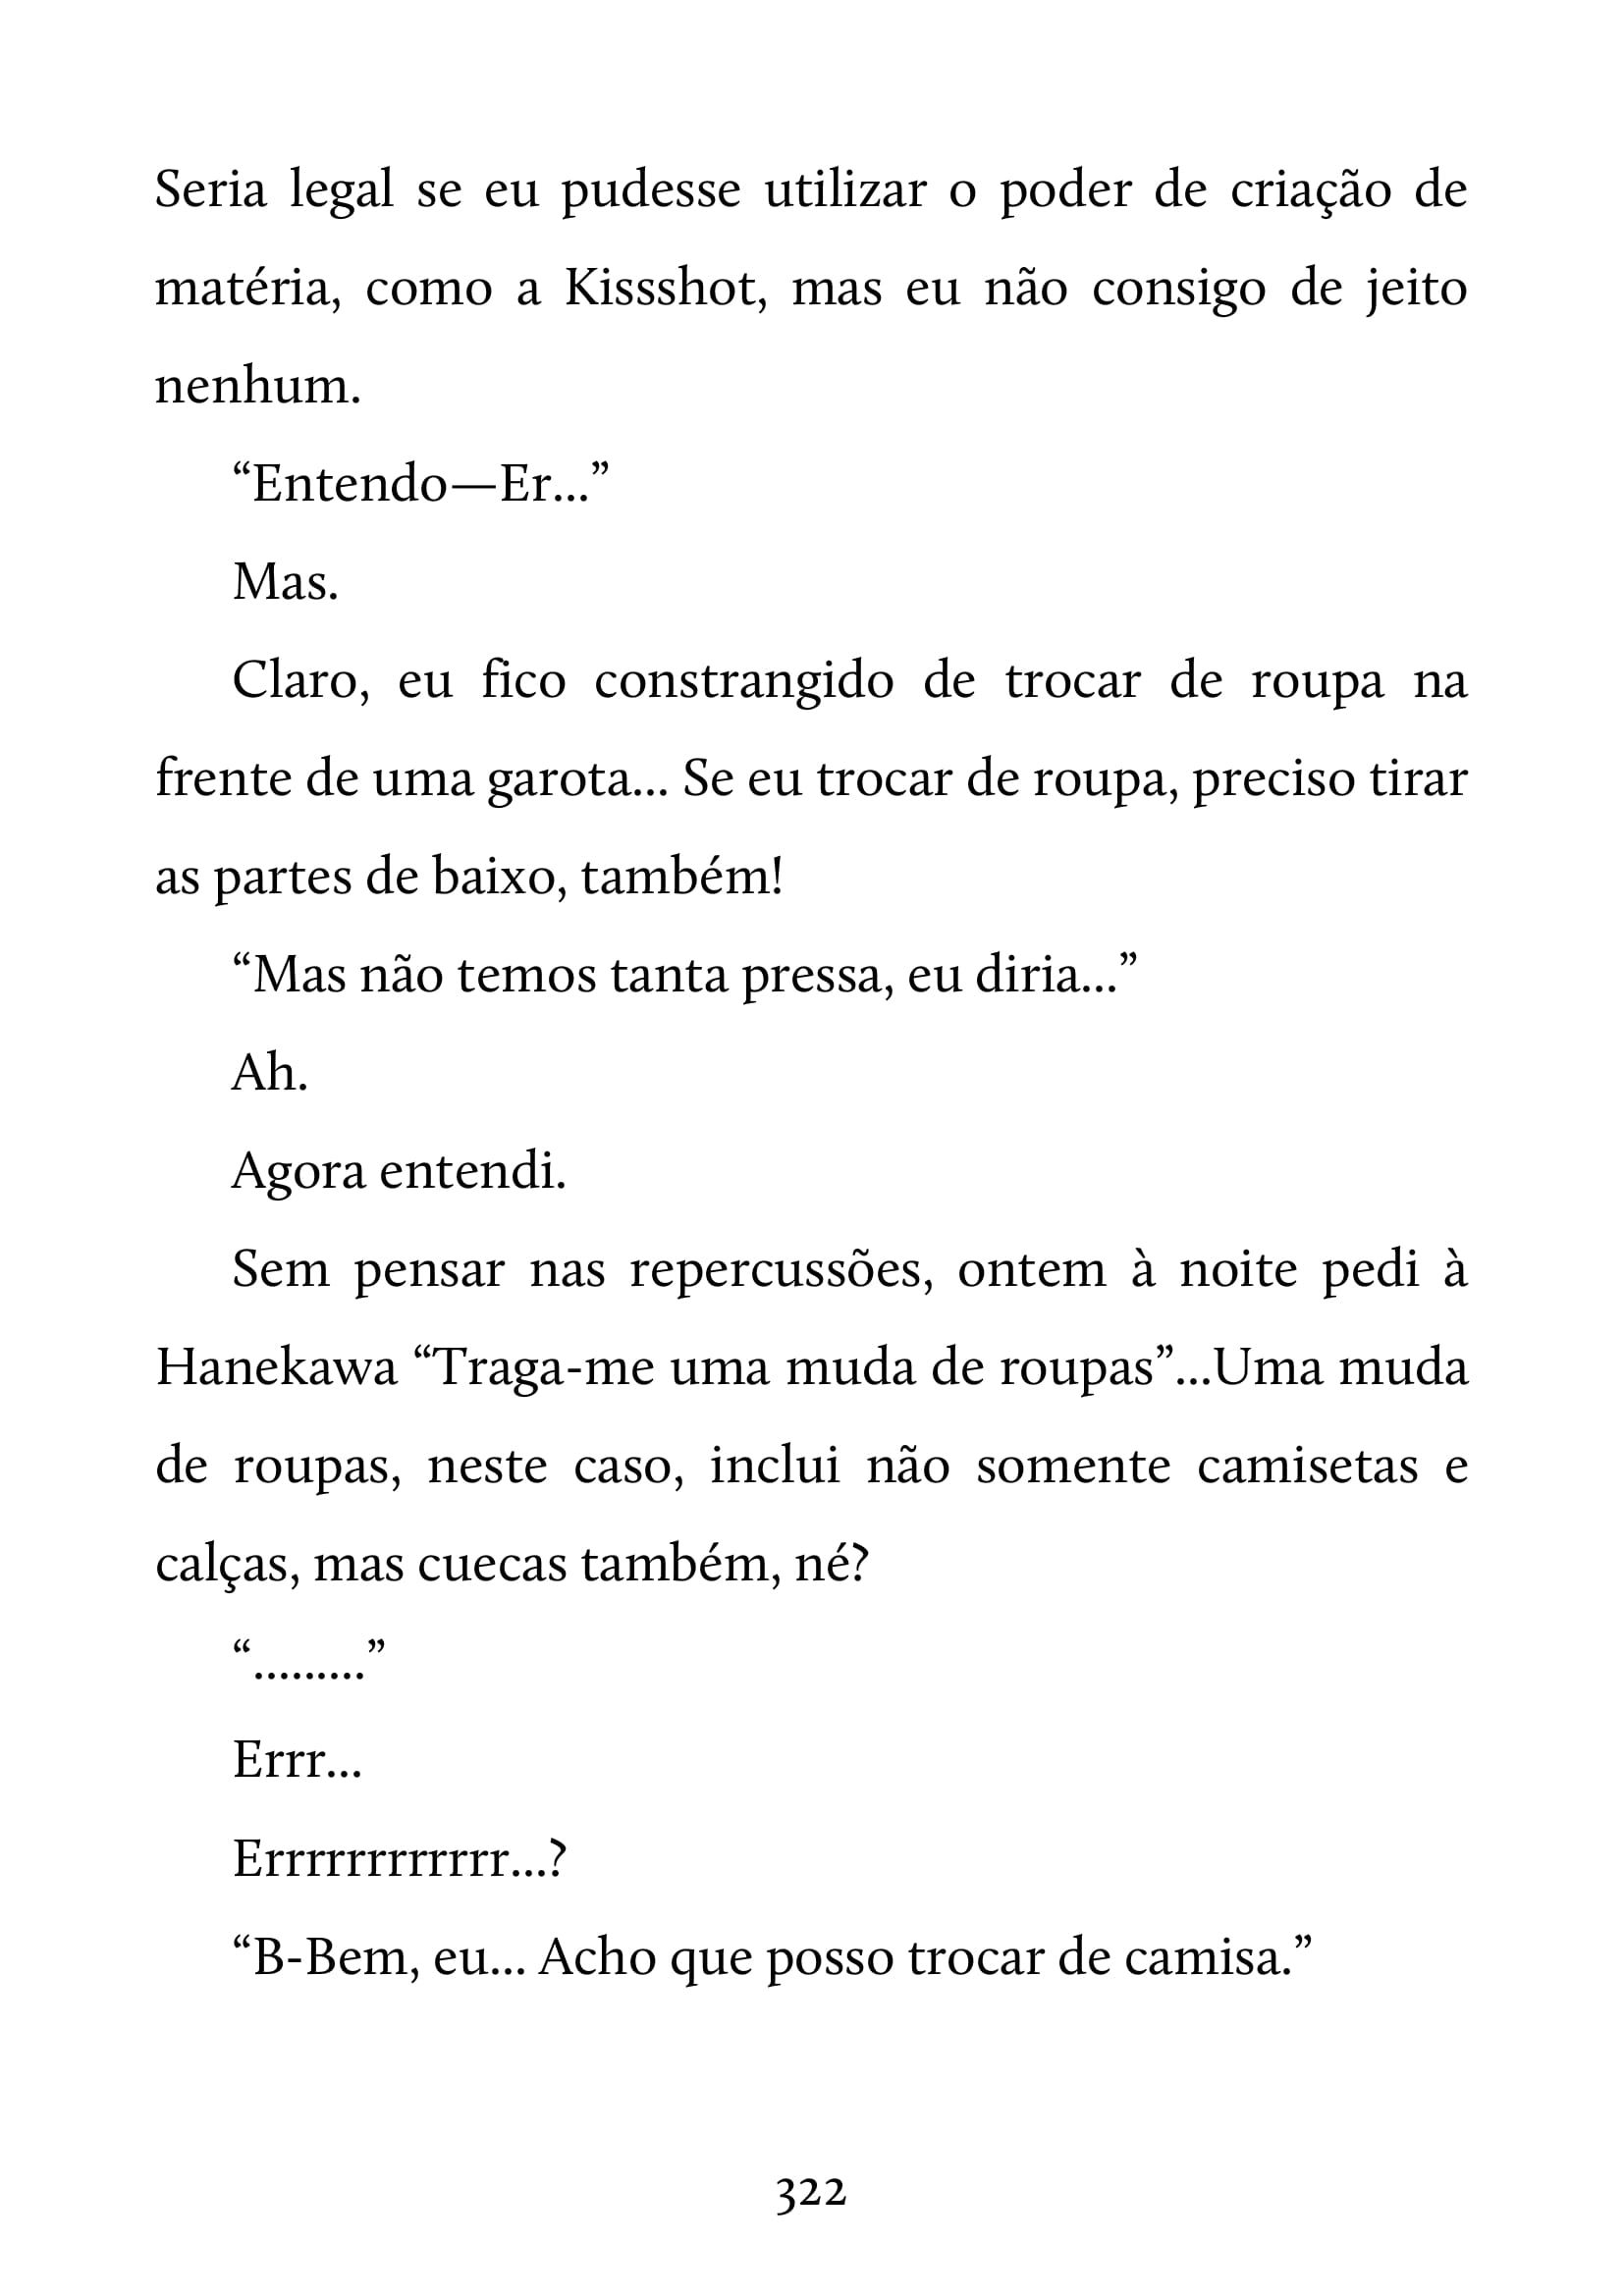 Seria legal se eu pudesse utilizar o poder de criação de
matéria, como a Kissshot, mas eu não consigo de jeito
nenhum.
“Entendo—Er...”
Mas.
Claro, eu fico constrangido de trocar de roupa na
frente de uma garota... Se eu trocar de roupa, preciso tirar
as partes de baixo, também!
“Mas não temos tanta pressa, eu diria...”
Ah.
Agora entendi.
Sem pensar nas repercussões, ontem à noite pedi à
Hanekawa “Traga-me uma muda de roupas”...Uma muda
de roupas, neste caso, inclui não somente camisetas e
calças, mas cuecas também, né?
“.........”
Errr...
Errrrrrrrrrrr...?
“B-Bem, eu... Acho que posso trocar de camisa.”
322